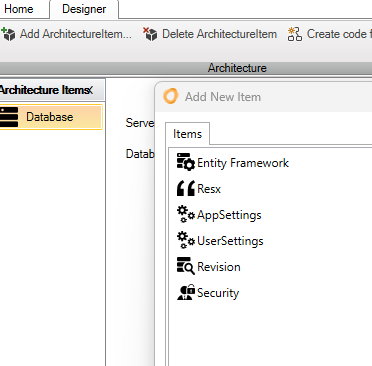 Home Designer
Add ArchitectureItem... Delete ArchitectureItem Create code f
Architecture
Architecture Items
Database
Add New Item
Serve
Items
Datab
Entity Framework
Resx
AppSettings
UserSettings
Revision
Security